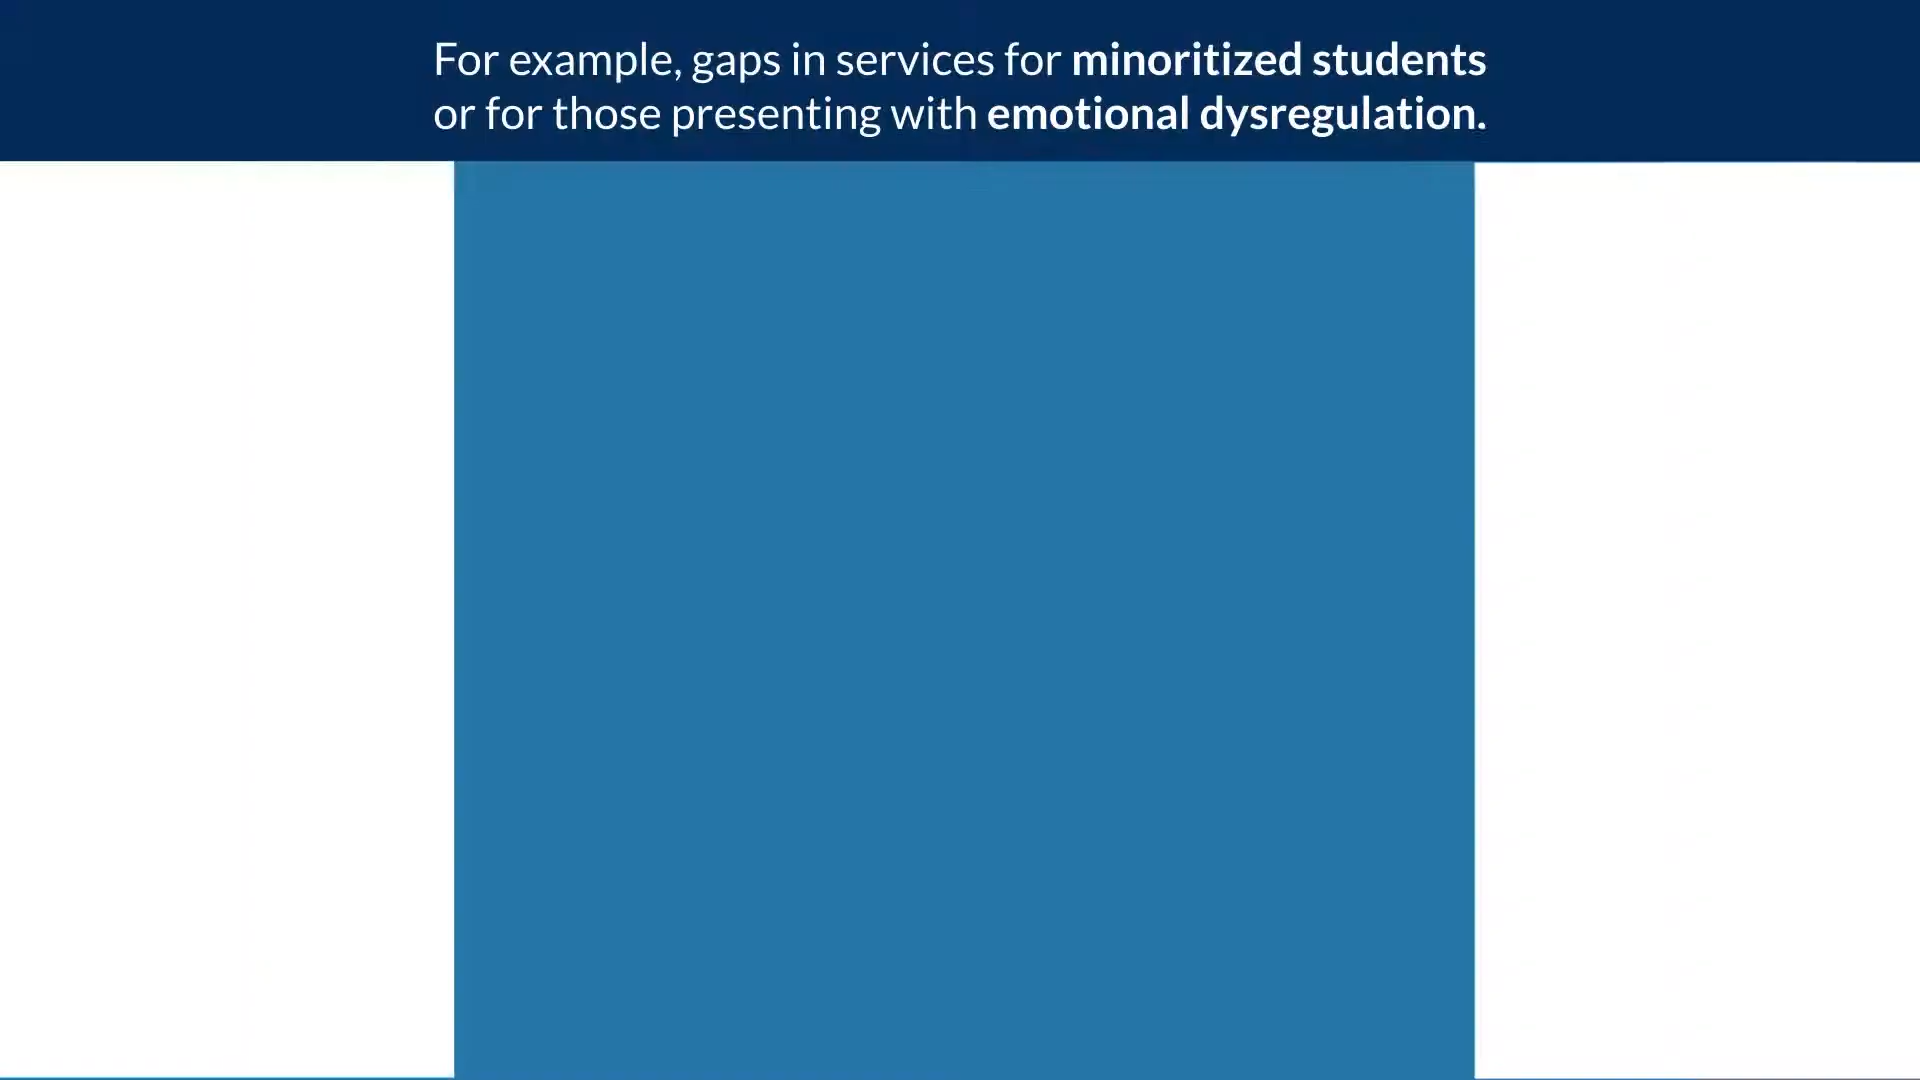 For example, gaps in services for minoritized students
or for those presenting with emotional dysregulation.